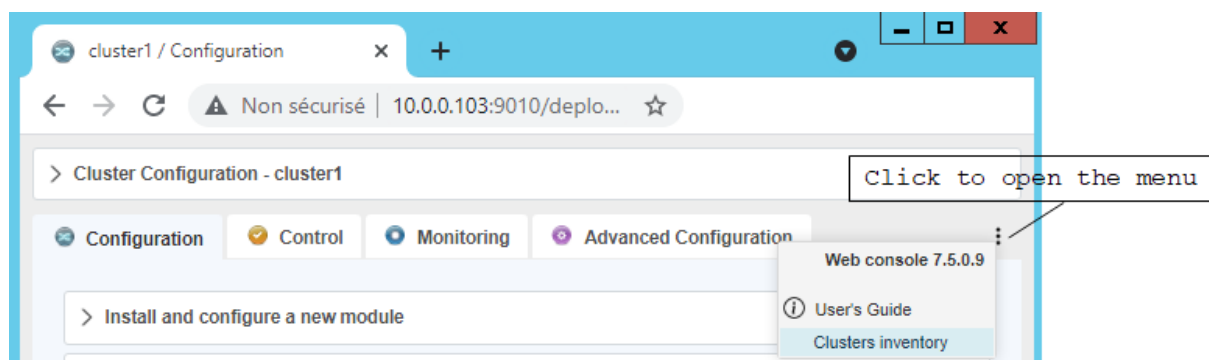 cluster1 / Configuration
Non sécurisé | 10.0.0.103:9010/deplo...
Cluster Configuration - cluster1
Click to open the menu
Configuration Control Monitoring Advanced Configuration
Web console 7.5.0.9
Install and configure a new module
User's Guide
Clusters inventory